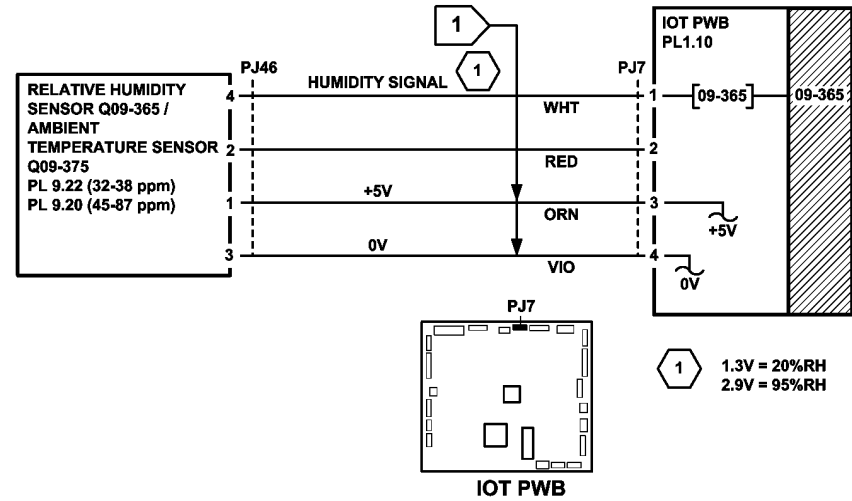 1
IOT PWB
PL1.10
PJ46
HUMIDITY SIGNAL
1
PJ7
RELATIVE HUMIDITY
SENSOR Q09-365 /
AMBIENT
TEMPERATURE SENSOR
Q09-375
PL 9.22 (32-38 ppm)
PL 9.20 (45-87 ppm)
4
WHT
1
09-365
09-365
2
RED
2
1
+5V
ORN
3
+5V
3
0V
VIO
4
0V
PJ7
1
1.3V = 20%RH
2.9V = 95%RH
IOT PWB